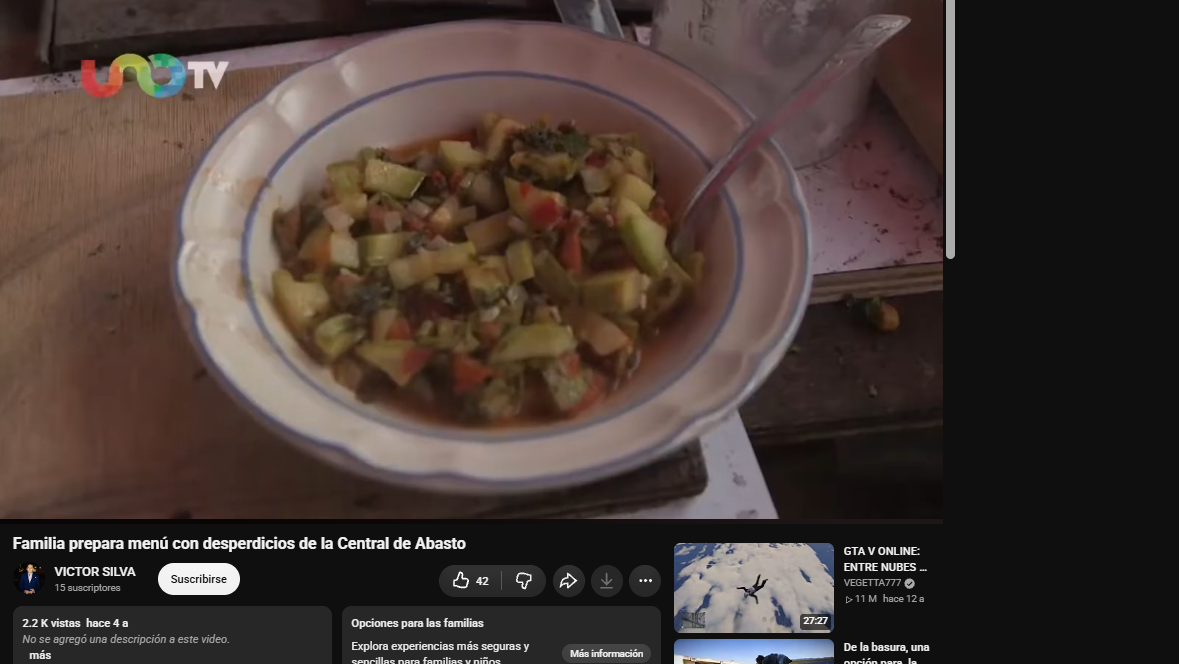 UNO TV
Familia prepara menú con desperdicios de la Central de Abasto
VICTOR SILVA
15 suscriptores
Suscribirse
42
2.2 K vistas hace 4 a
No se agregó una descripción a este video.
más
Opciones para las familias
Explora experiencias más seguras y
sencillas para familias y niños
Más información
27:27
GTA V ONLINE:
ENTRE NUBES ...
VEGETTA777
11 M hace 12 a
De la basura, una
opción para la